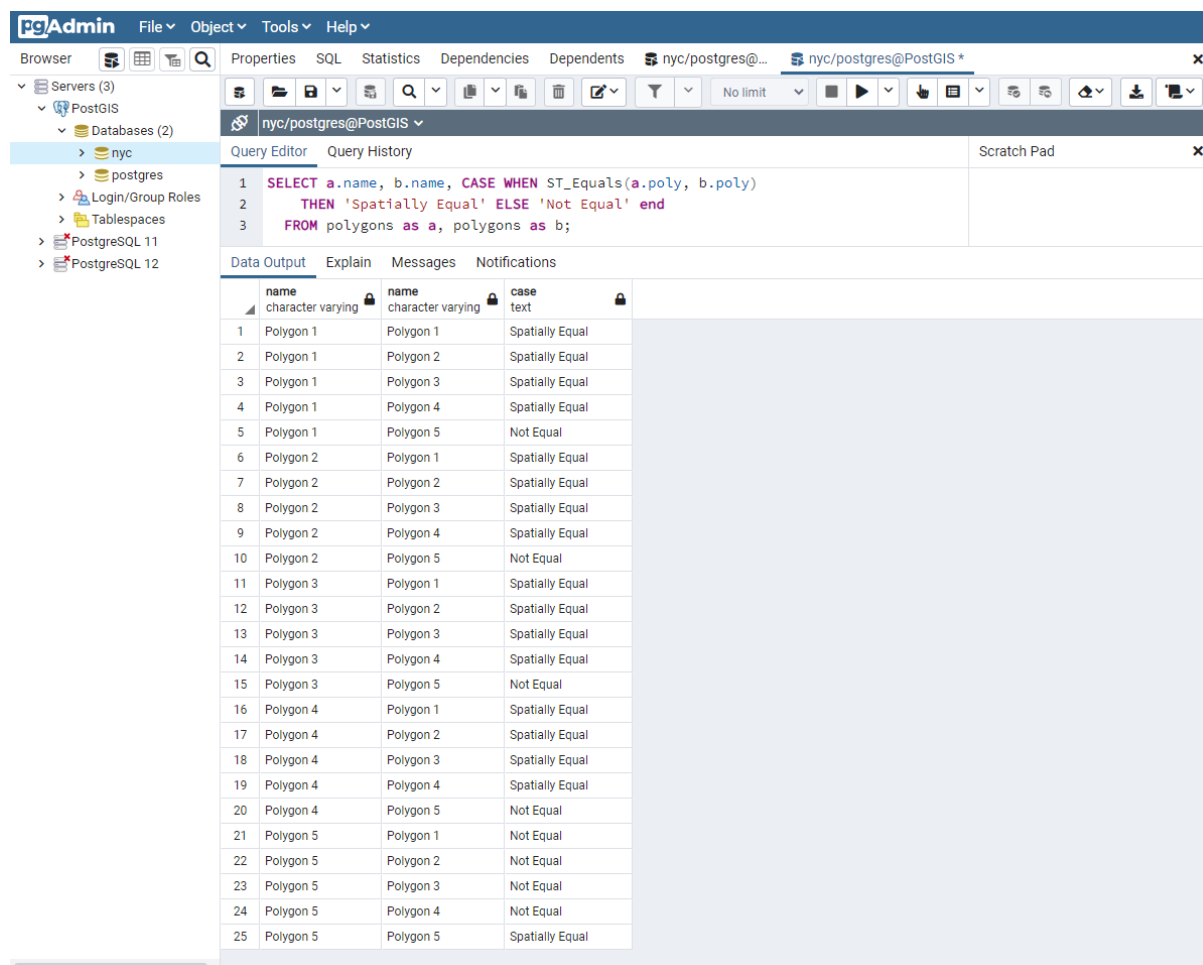 pgAdmin File Object Tools Help
Browser Properties SQL Statistics Dependencies Dependents nyc/postgres@... nyc/postgres@PostGIS *
Servers (3)
PostGIS
Databases (2)
nyc
postgres
Login/Group Roles
Tablespaces
PostgreSQL 11
PostgreSQL 12
No limit
nyc/postgres@PostGIS
Query Editor Query History Scratch Pad
1 SELECT a.name, b.name, CASE WHEN ST_Equals(a.poly, b.poly)
2 THEN 'Spatially Equal' ELSE 'Not Equal' end
3 FROM polygons as a, polygons as b;
Data Output Explain Messages Notifications
name name case
character varying character varying text
1 Polygon 1 Polygon 1 Spatially Equal
2 Polygon 1 Polygon 2 Spatially Equal
3 Polygon 1 Polygon 3 Spatially Equal
4 Polygon 1 Polygon 4 Spatially Equal
5 Polygon 1 Polygon 5 Not Equal
6 Polygon 2 Polygon 1 Spatially Equal
7 Polygon 2 Polygon 2 Spatially Equal
8 Polygon 2 Polygon 3 Spatially Equal
9 Polygon 2 Polygon 4 Spatially Equal
10 Polygon 2 Polygon 5 Not Equal
11 Polygon 3 Polygon 1 Spatially Equal
12 Polygon 3 Polygon 2 Spatially Equal
13 Polygon 3 Polygon 3 Spatially Equal
14 Polygon 3 Polygon 4 Spatially Equal
15 Polygon 3 Polygon 5 Not Equal
16 Polygon 4 Polygon 1 Spatially Equal
17 Polygon 4 Polygon 2 Spatially Equal
18 Polygon 4 Polygon 3 Spatially Equal
19 Polygon 4 Polygon 4 Spatially Equal
20 Polygon 4 Polygon 5 Not Equal
21 Polygon 5 Polygon 1 Not Equal
22 Polygon 5 Polygon 2 Not Equal
23 Polygon 5 Polygon 3 Not Equal
24 Polygon 5 Polygon 4 Not Equal
25 Polygon 5 Polygon 5 Spatially Equal